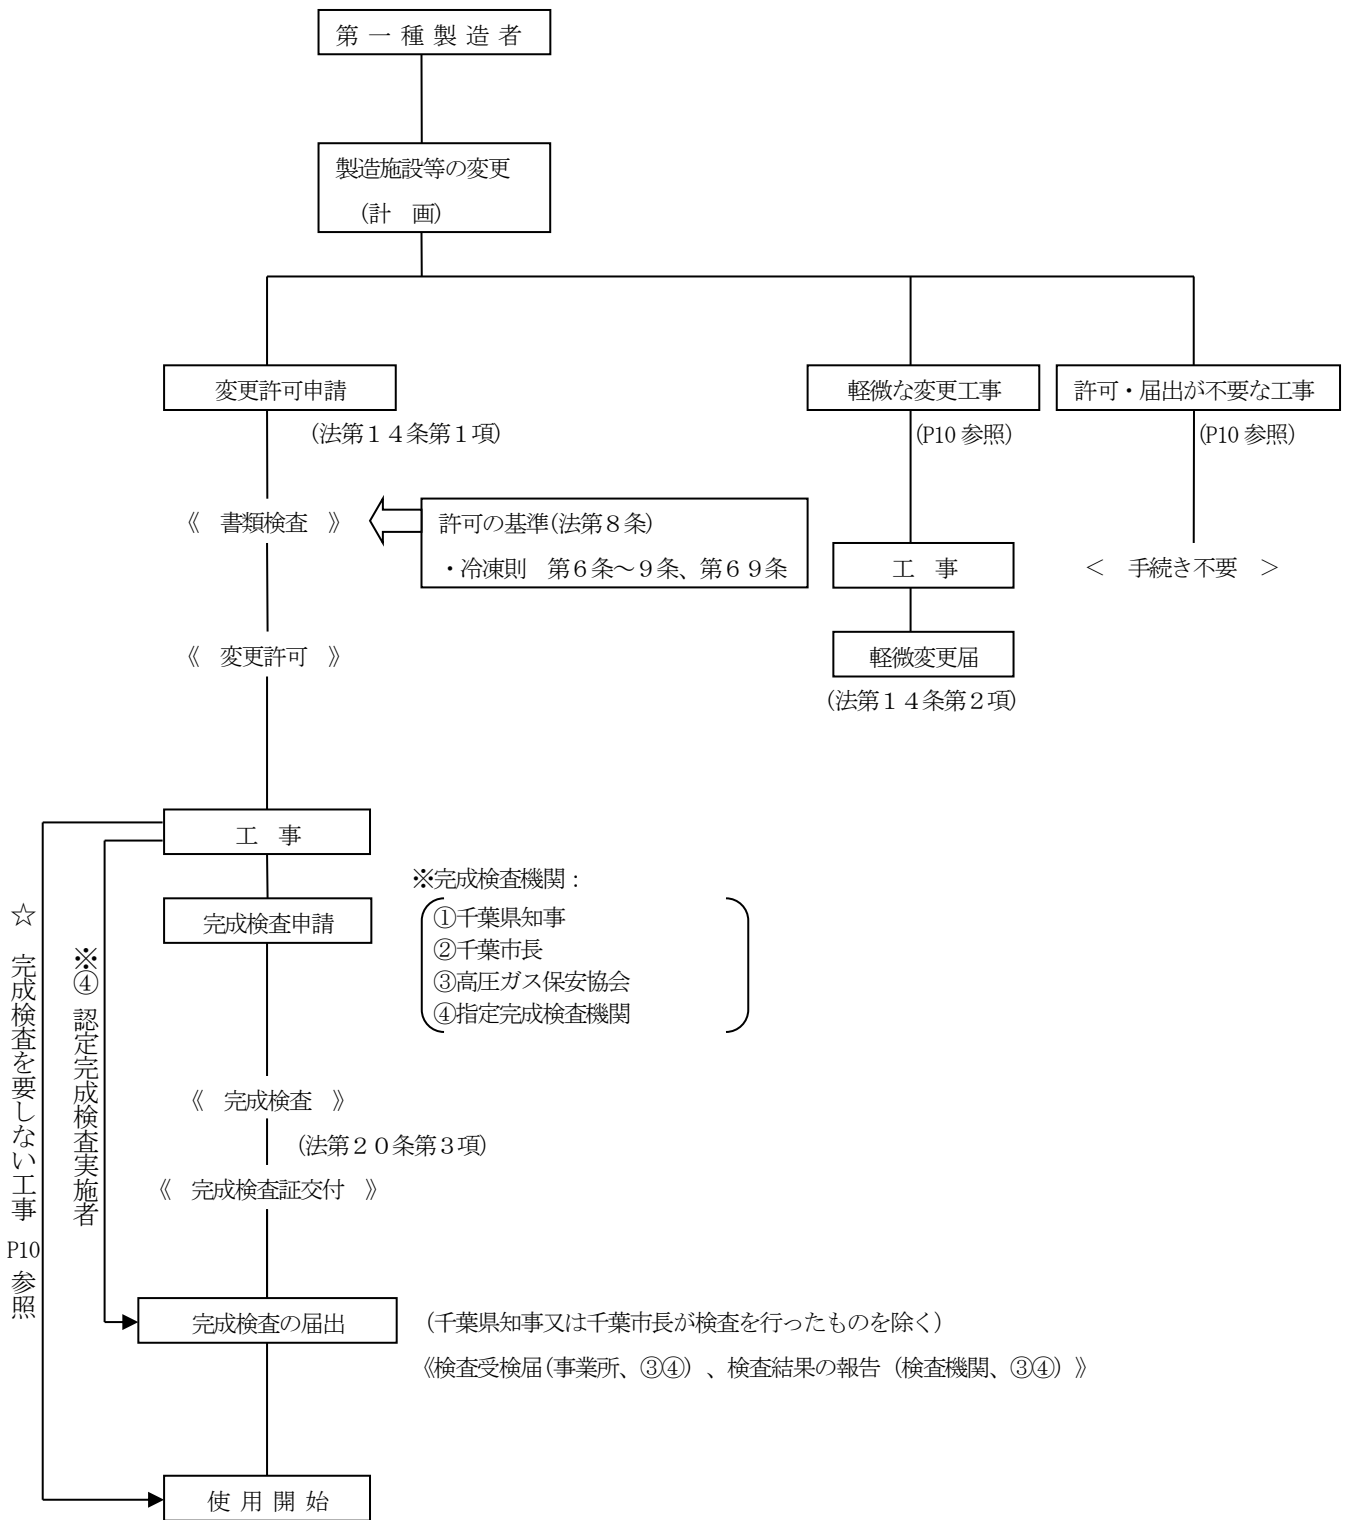 第一種製造者
製造施設等の変更
(計　画)
変更許可申請
(法第１４条第１項)
軽微な変更工事
(P10 参照)
許可・届出が不要な工事
(P10 参照)
《　書類検査　》
許可の基準(法第８条)
・冷凍則　第６条～９条、第６９条
《　変更許可　》
工　事
軽微変更届
(法第１４条第２項)
＜　手続き不要　＞
工　事
完成検査申請
※完成検査機関：
①千葉県知事
②千葉市長
③高圧ガス保安協会
④指定完成検査機関
☆　完成検査を要しない工事　P10 参照
※④ 認定完成検査実施者
《　完成検査　》
(法第２０条第３項)
《　完成検査証交付　》
完成検査の届出
(千葉県知事又は千葉市長が検査を行ったものを除く)
《検査受検届(事業所、③④) 、検査結果の報告 (検査機関、③④) 》
使用開始